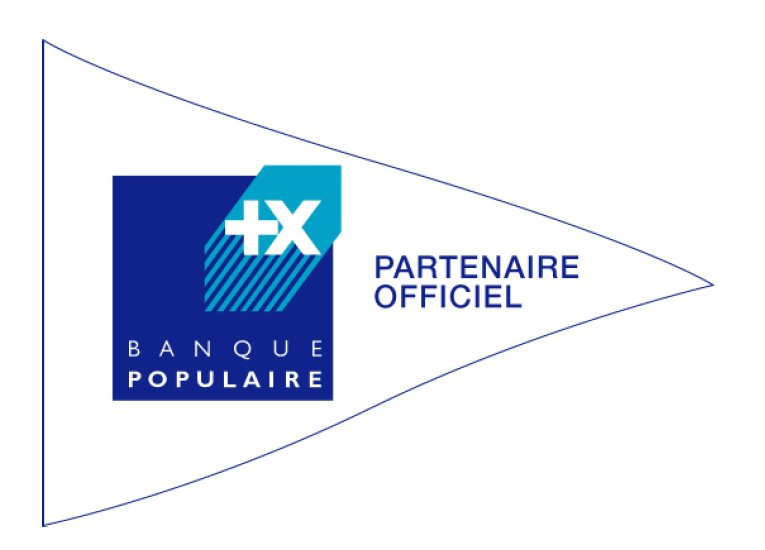 +X
BANQUE
POPULAIRE
PARTENAIRE
OFFICIEL